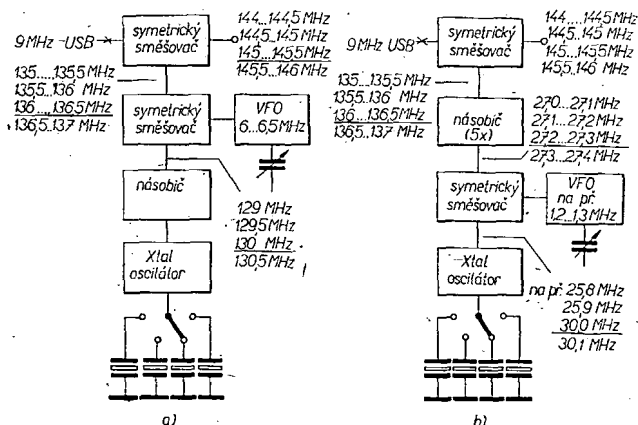 9 MHz USB
symetrický
směšovač
144...144,5 MHz
144,5...145 MHz
145...145,5 MHz
145,5...146 MHz
135....135,5 MHz
135,5...136 MHz
136....136,5 MHz
136,5...137 MHz
symetrický
směšovač
VFO
6...6,5 MHz
násobič
129 MHz
129,5 MHz
130 MHz
130,5 MHz
Xtal
oscilátor
a)
9 MHz USB
symetrický
směšovač
144....144,5 MHz
144,5...145 MHz
145...145,5 MHz
145,5...146 MHz
135....135,5 MHz
135,5...136 MHz
136...136,5 MHz
136,5...137 MHz
násobič
(5x)
27,0...27,1 MHz
27,1...27,2 MHz
27,2...27,3 MHz
27,3...27,4 MHz
symetrický
směšovač
VFO
na př.
1,2...1,3 MHz
Xtal
oscilátor
na př. 25,8 MHz
25,9 MHz
30,0 MHz
30,1 MHz
b)